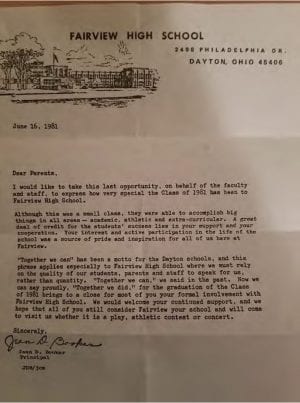 FAIRVIEW HIGH SCHOOL
2408 PHILADELPHIA DR.
DAYTON, OHIO 45406
June 16, 1981
Dear Parents,
I would like to take this last opportunity, on behalf of the faculty
and staff, to express how very special the Class of 1981 has been to
Fairview High School.
Although this was a small class, they were able to accomplish big
things in all areas - academic, athletic and extra-curricular. A great
deal of credit for the students' success lies in your support and your
cooperation. Your interest and active participation in the life of the
school was a source of pride and inspiration for all of us here at
Fairview.
"Together we can" has been a motto for the Dayton schools, and this
phrase applies especially to Fairview High School where we must rely
on the quality of our students, parents and staff to speak for us,
rather than quantity. "Together we can," we said in the past. Now we
can say proudly, "Together we did," for the graduation of the Class
of 1981 brings to a close for most of you your formal involvement with
Fairview High School. We would welcome your continued support, and we
hope that all of you still consider Fairview your school and will come
to visit us whether it is a play, athletic contest or concert.
Sincerely,
Jean D. Booker
Jean D. Booker
Principal
JDB/jcm